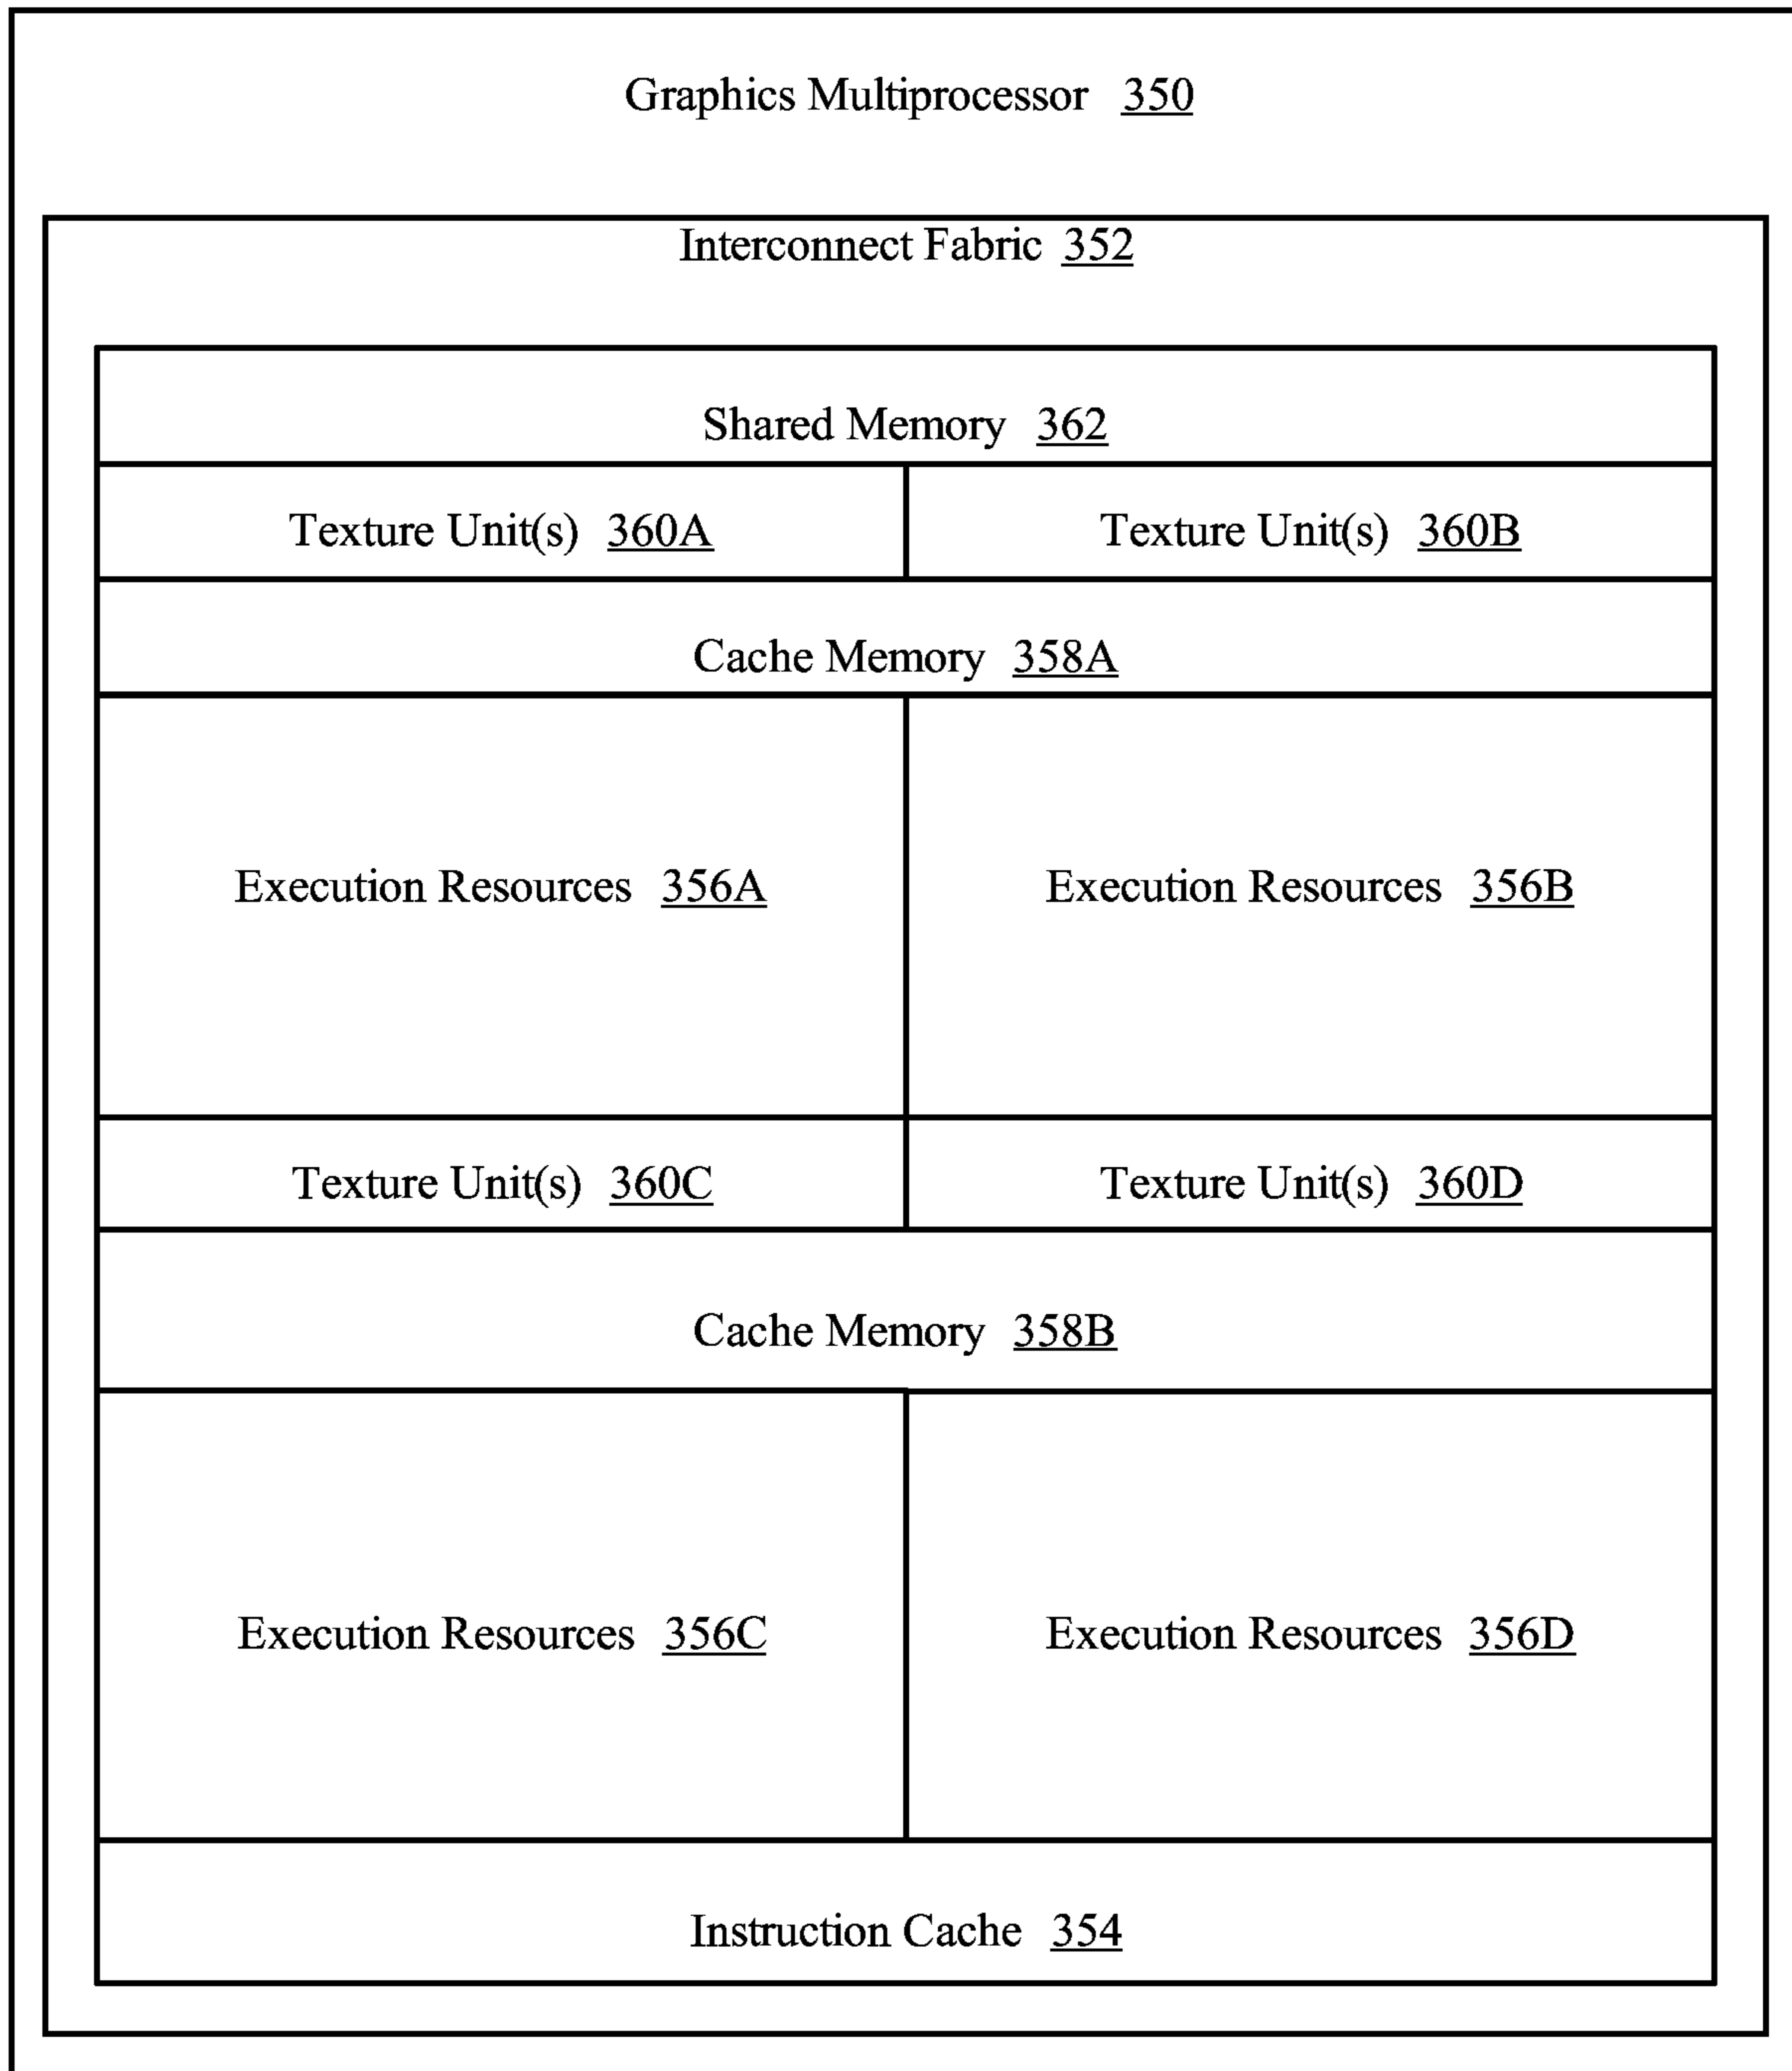 Graphics Multiprocessor 350
Interconnect Fabric 352
Shared Memory 362
Texture Unit(s) 360A
Texture Unit(s) 360B
Cache Memory 358A
Execution Resources 356A
Execution Resources 356B
Texture Unit(s) 360C
Texture Unit(s) 360D
Cache Memory 358B
Execution Resources 356C
Execution Resources 356D
Instruction Cache 354